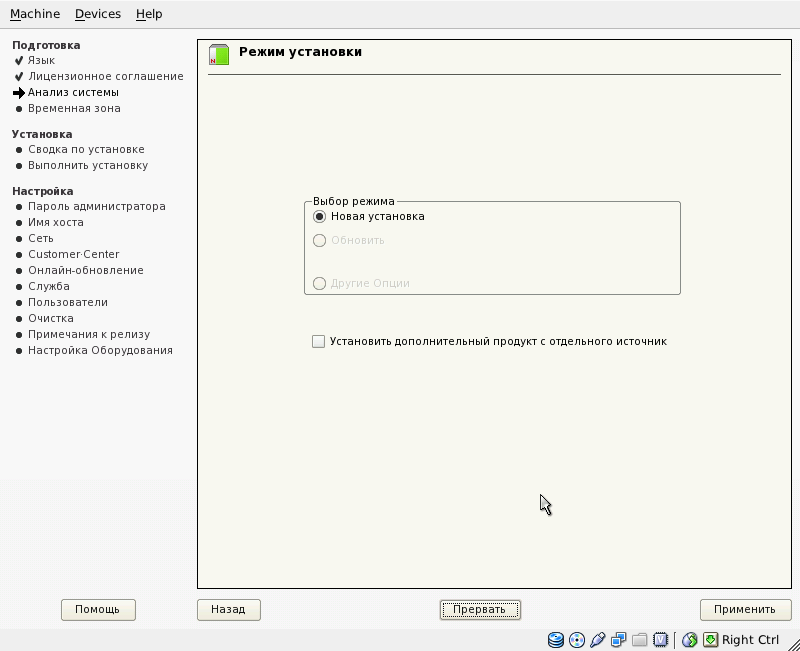 Machine Devices Help
Подготовка
Язык
Лицензионное соглашение
Анализ системы
Временная зона
Установка
Сводка по установке
Выполнить установку
Настройка
Пароль администратора
Имя хоста
Сеть
Customer-Center
Онлайн-обновление
Служба
Пользователи
Очистка
Примечания к релизу
Настройка Оборудования
Режим установки
Выбор режима
Новая установка
Обновить
Другие Опции
Установить дополнительный продукт с отдельного источник
Помощь
Назад
Прервать
Применить
Right Ctrl